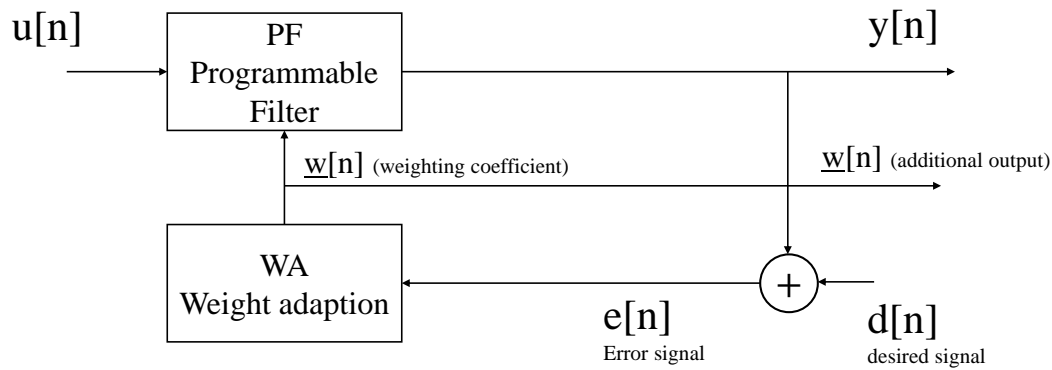 u[n]
PF
Programmable
Filter
y[n]
w[n] (weighting coefficient)
w[n] (additional output)
WA
Weight adaption
+
e[n]
Error signal
d[n]
desired signal